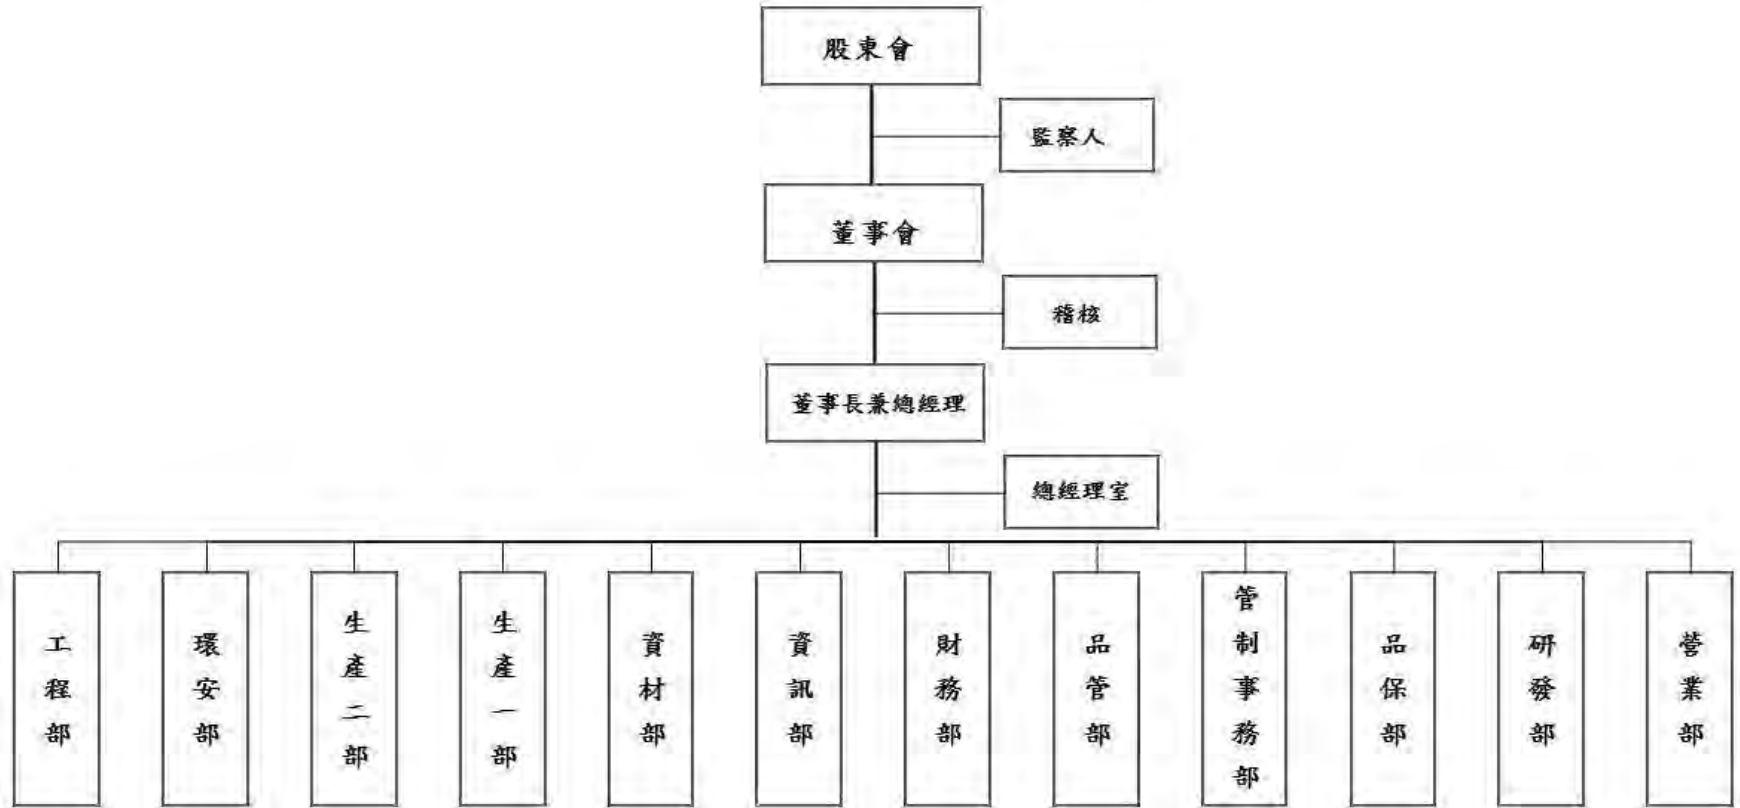 股東會
監察人
董事會
稽核
董事長兼總經理
總經理室
工程部
環安部
生產二部
生產一部
資材部
資訊部
財務部
品管部
管制事務部
品保部
研發部
營業部